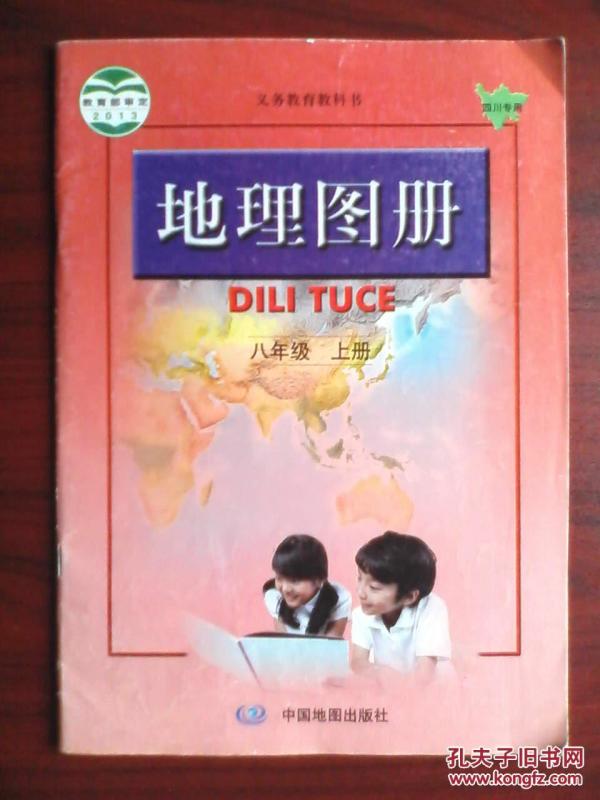 义务教育教科书
教育部审定
2013
四川专用
地理图册
DILI TUCE
八年级 上册
中国地图出版社
孔夫子旧书网
www.kongfz.com